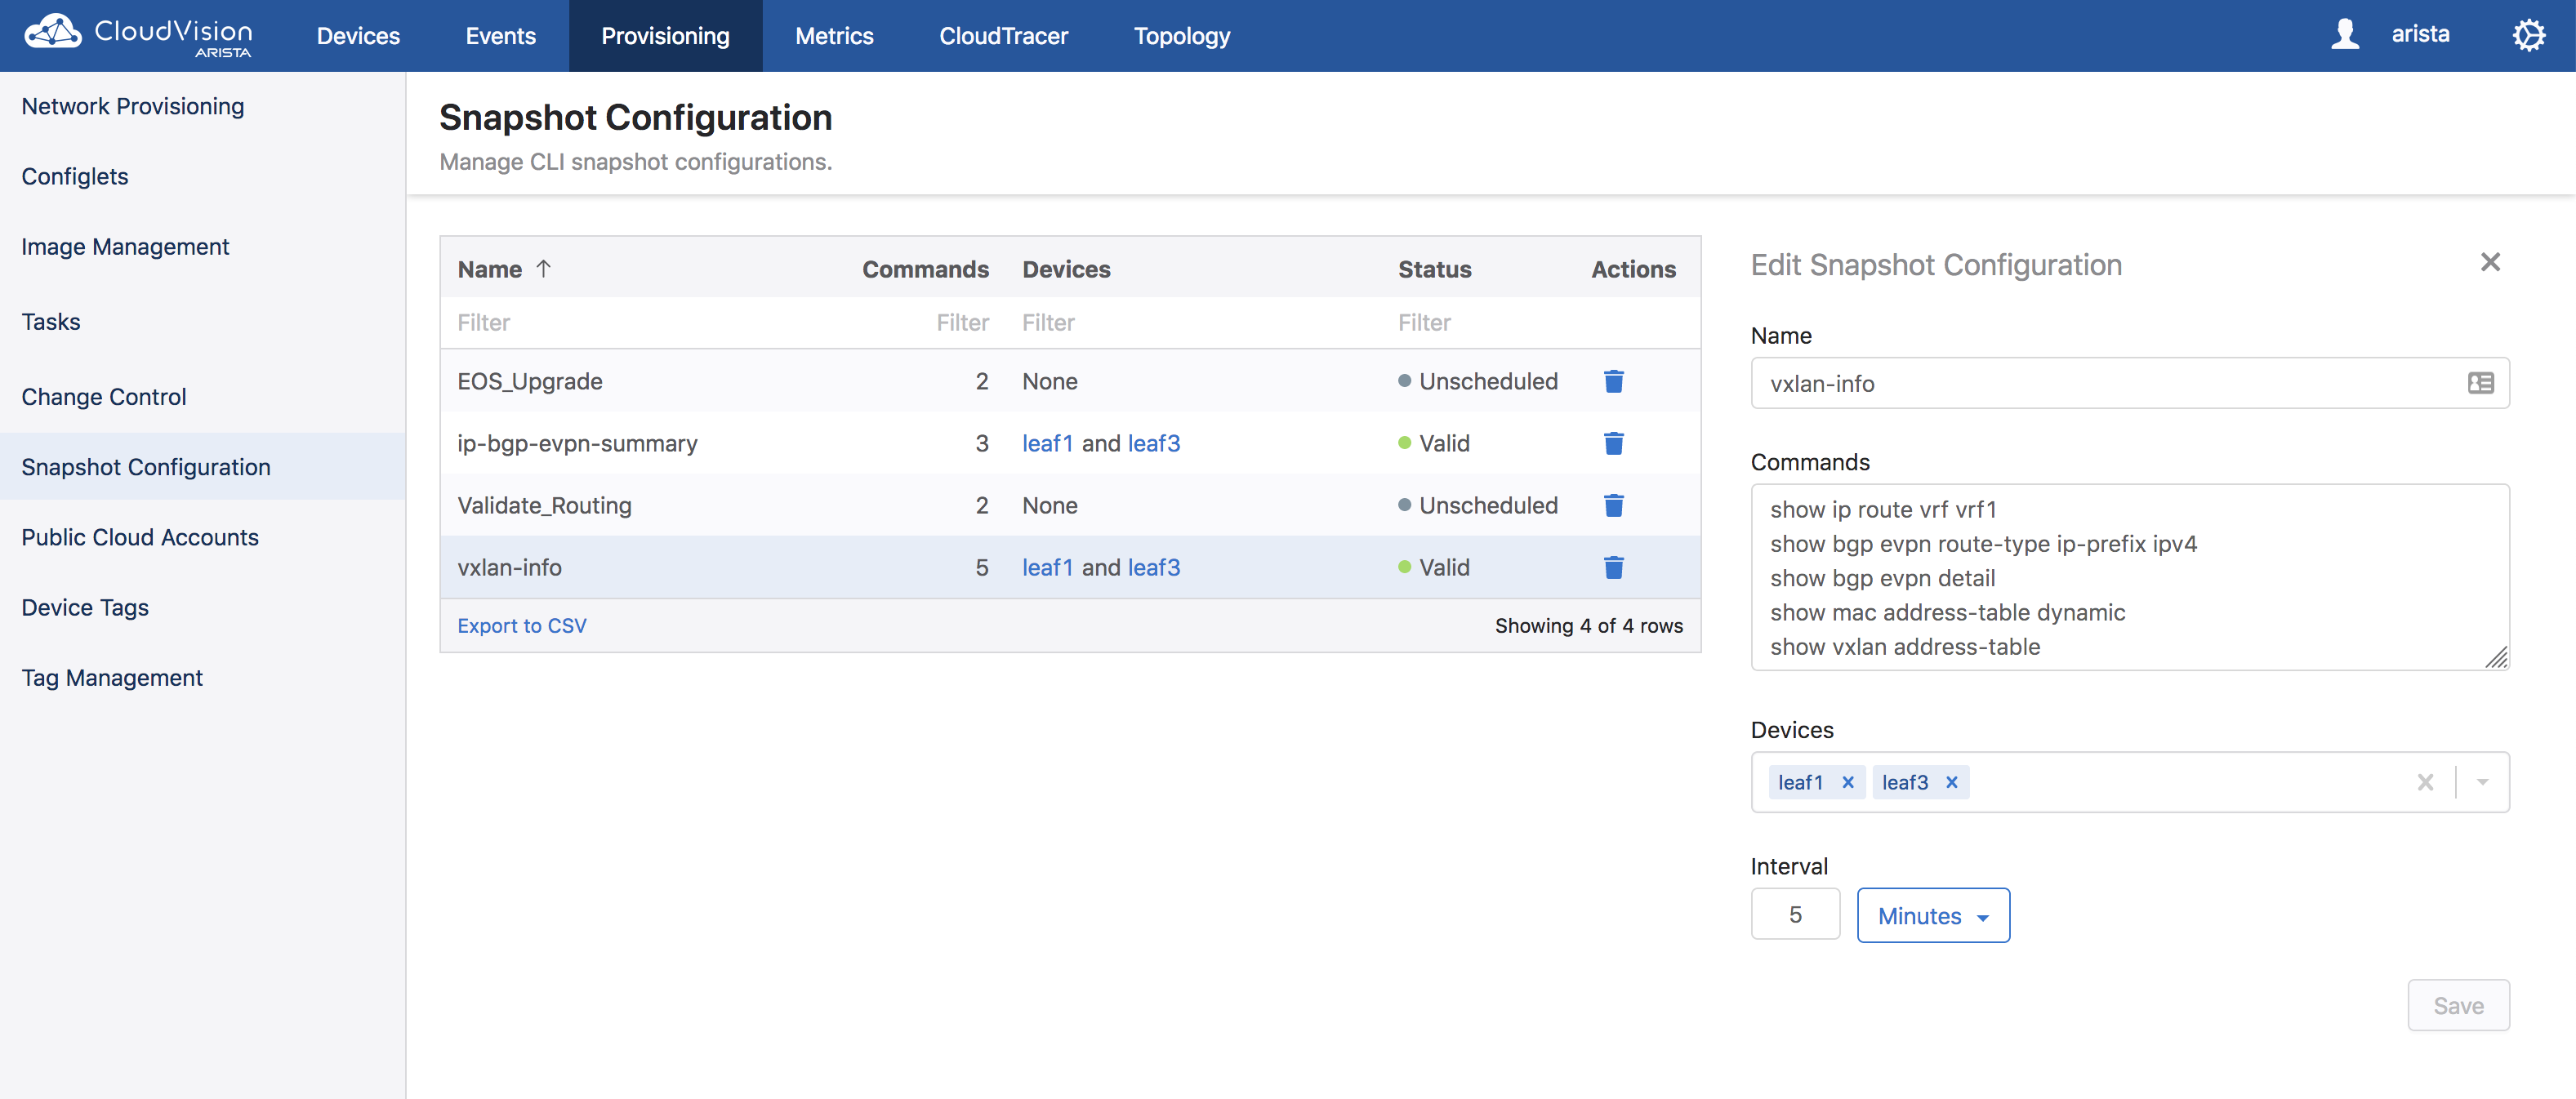 CloudVision
ARISTA
Devices
Events
Provisioning
Metrics
CloudTracer
Topology
arista
Network Provisioning
Configlets
Image Management
Tasks
Change Control
Snapshot Configuration
Public Cloud Accounts
Device Tags
Tag Management
Snapshot Configuration
Manage CLI snapshot configurations.
Name ↑ Commands Devices Status Actions
Filter Filter Filter Filter
EOS_Upgrade 2 None Unscheduled
ip-bgp-evpn-summary 3 leaf1 and leaf3 Valid
Validate_Routing 2 None Unscheduled
vxlan-info 5 leaf1 and leaf3 Valid
Export to CSV Showing 4 of 4 rows
Edit Snapshot Configuration
Name
vxlan-info
Commands
show ip route vrf vrf1
show bgp evpn route-type ip-prefix ipv4
show bgp evpn detail
show mac address-table dynamic
show vxlan address-table
Devices
leaf1 leaf3
Interval
5 Minutes
Save